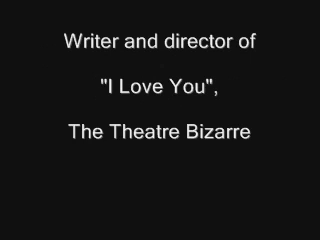 Writer and director of
"I Love You",
The Theatre Bizarre